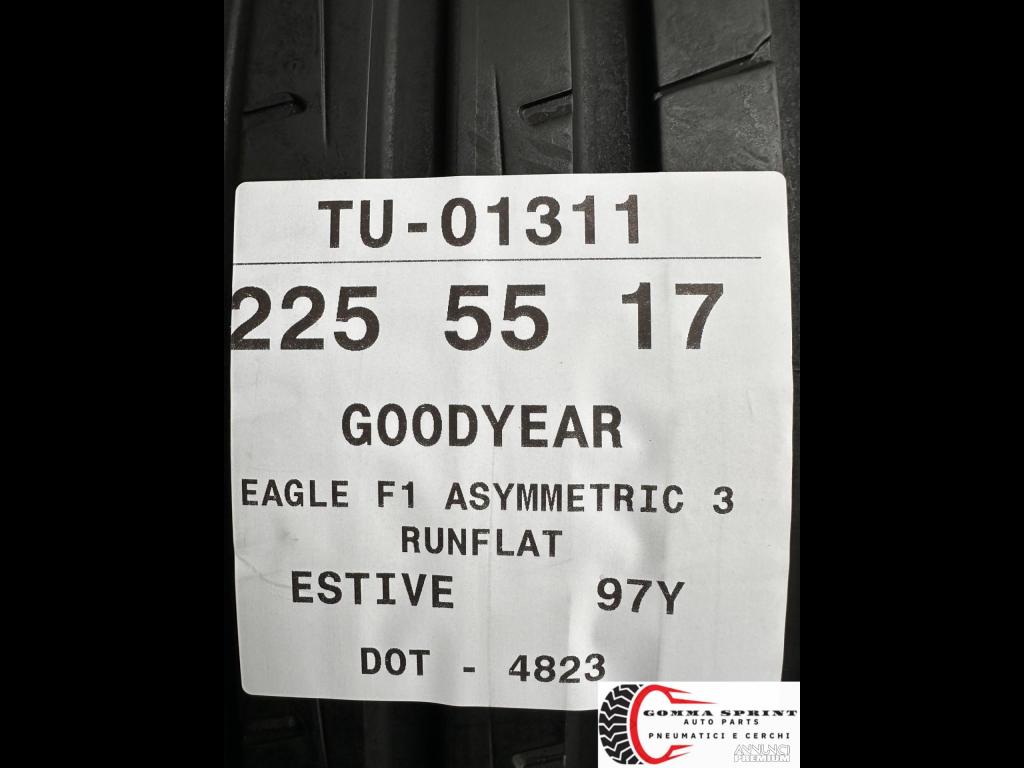 TU-01311
225 55 17
GOODYEAR
EAGLE F1 ASYMMETRIC 3
RUNFLAT
ESTIVE 97Y
DOT - 4823
GOMMA SPRINT
AUTO PARTS
PNEUMATICI E CERCHI
ANNUNCI
PREMIUM